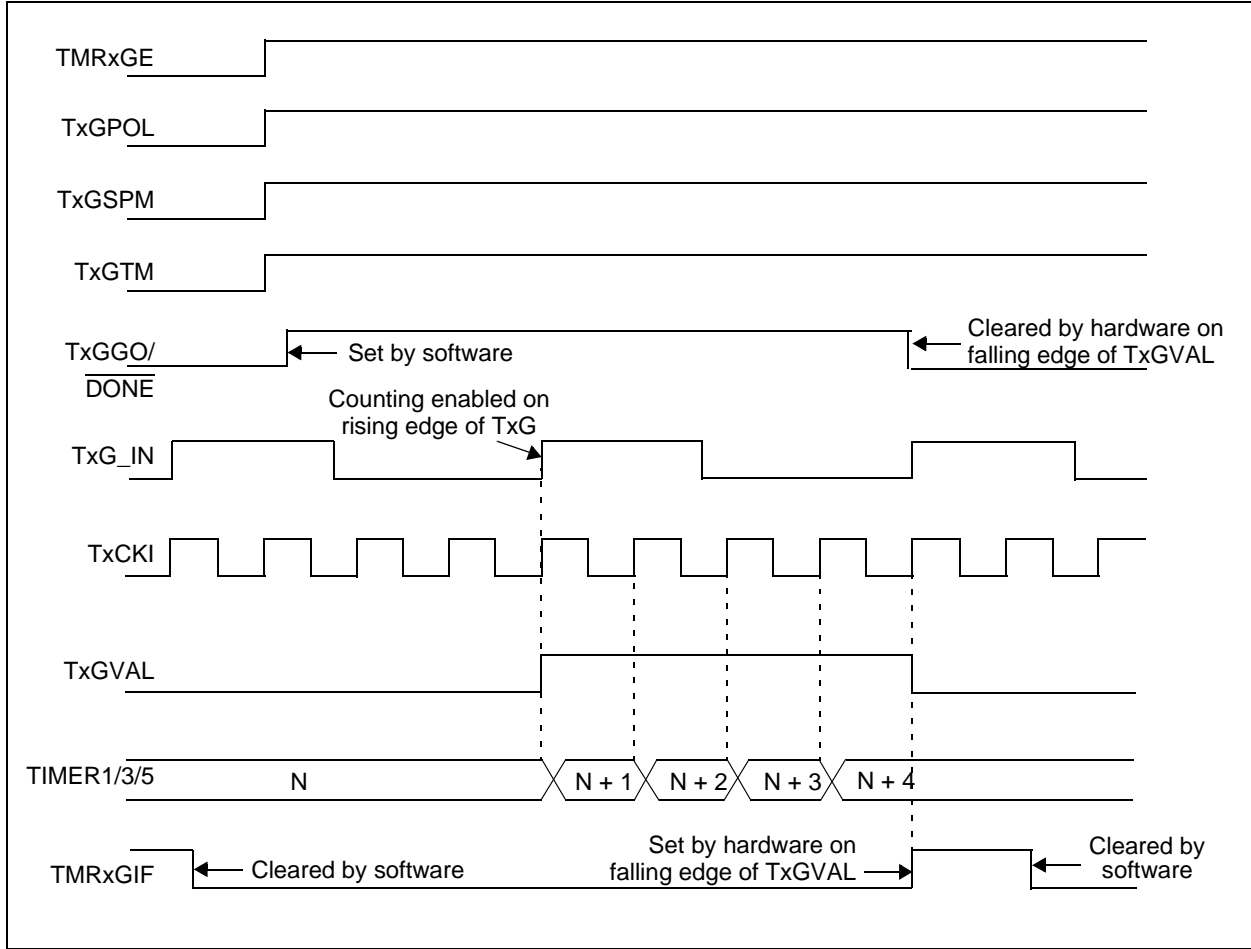 TMRxGE
TxGPOL
TxGSPM
TxGTM
TxGGO/
DONE
Set by software
Cleared by hardware on
falling edge of TxGVAL
Counting enabled on
rising edge of TxG
TxG_IN
TxCKI
TxGVAL
TIMER1/3/5
N
N + 1
N + 2
N + 3
N + 4
TMRxGIF
Cleared by software
Set by hardware on
falling edge of TxGVAL
Cleared by
software